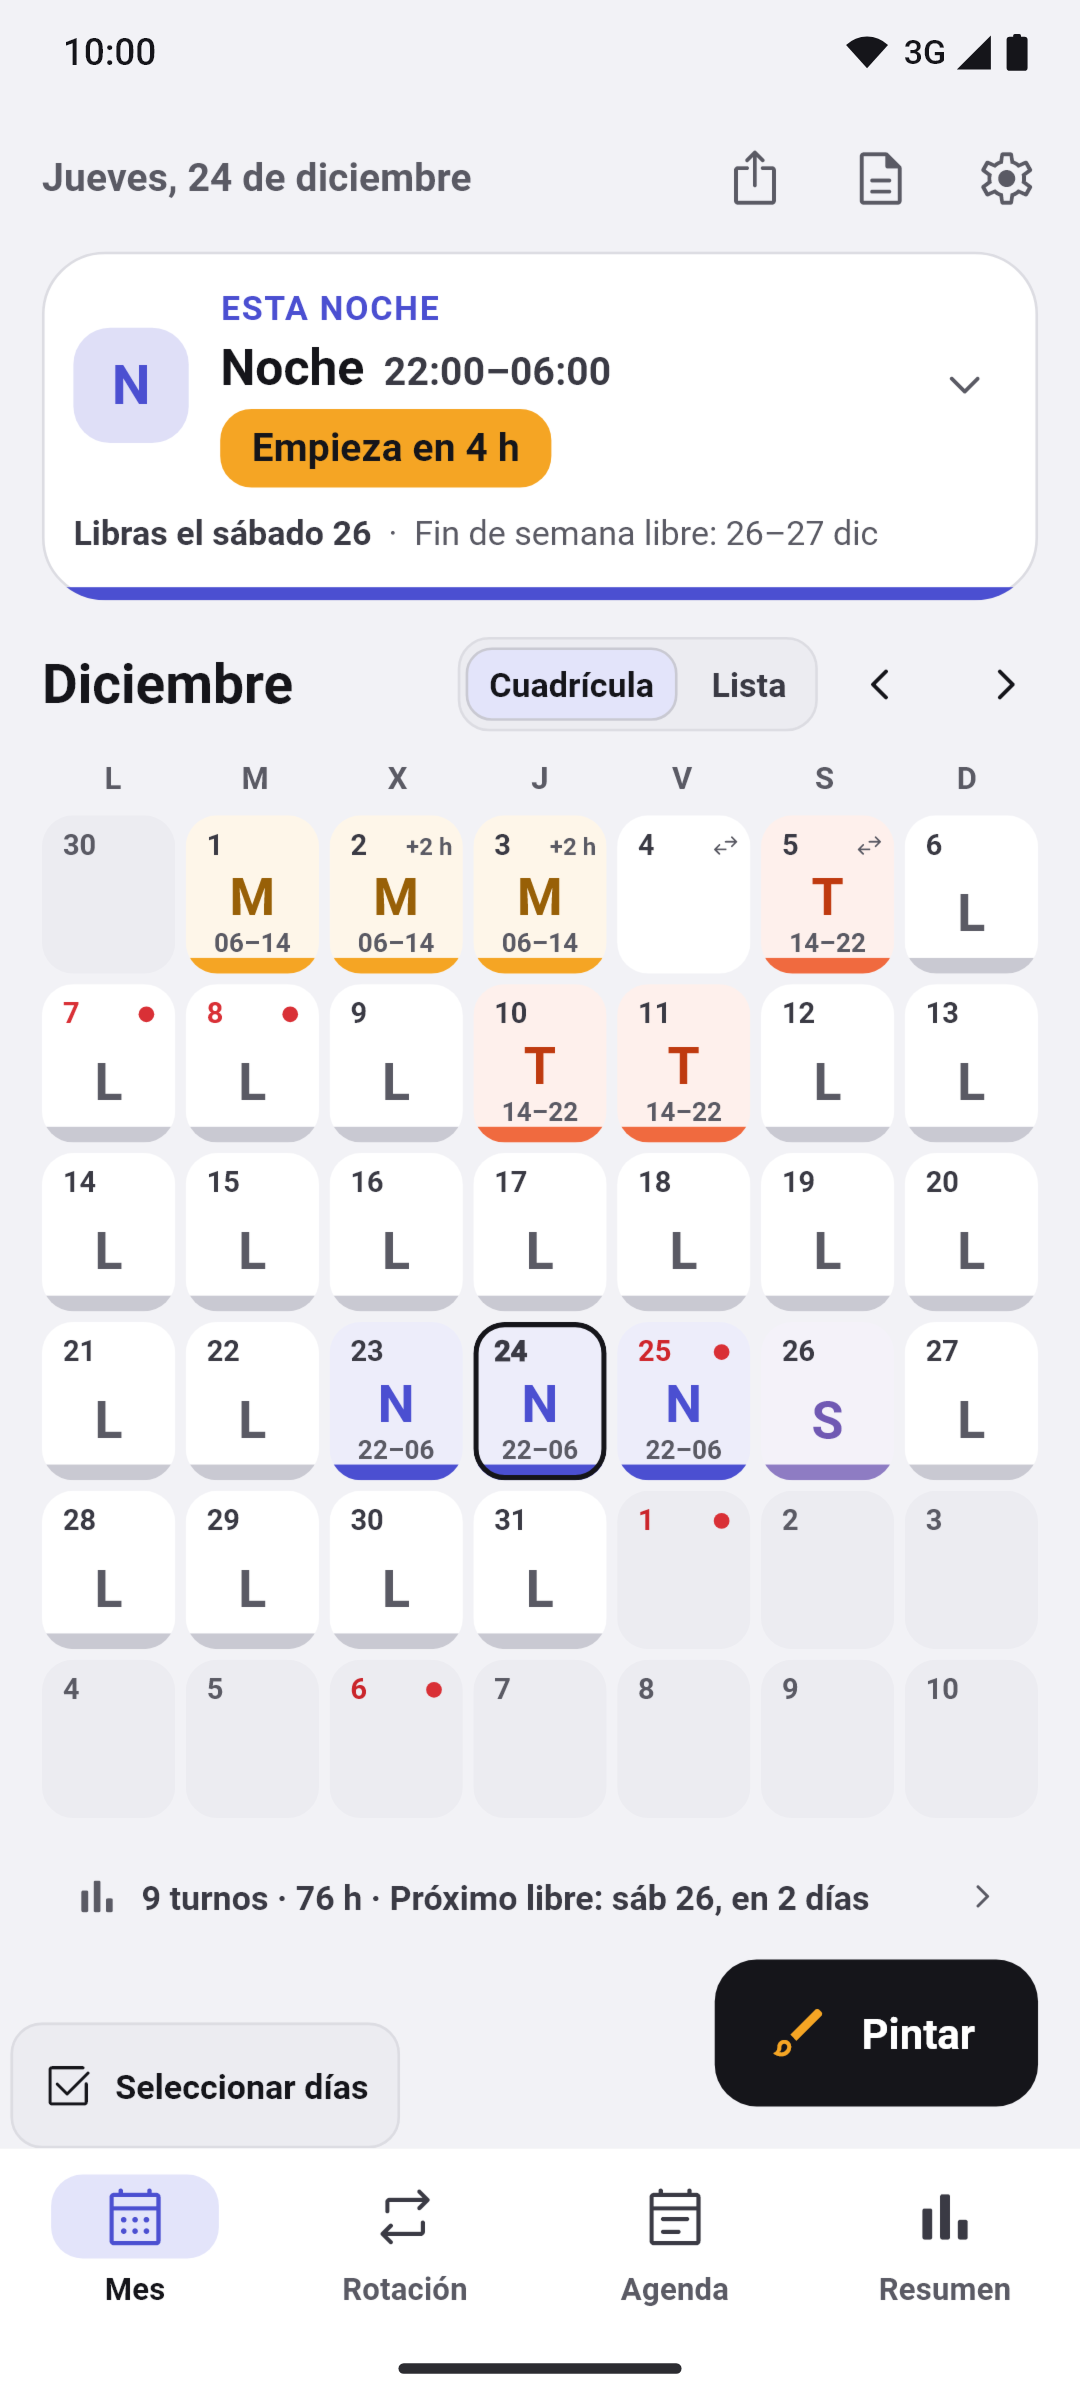 10:00
3G
Jueves, 24 de diciembre
ESTA NOCHE
N
Noche 22:00–06:00
Empieza en 4 h
Libras el sábado 26 · Fin de semana libre: 26–27 dic
Diciembre
Cuadrícula
Lista
L M X J V S D
30 1 2 +2 h 3 +2 h 4 5 6
M M M T L
06–14 06–14 06–14 14–22
7 8 9 10 11 12 13
L L L T T L L
14–22 14–22
14 15 16 17 18 19 20
L L L L L L L
21 22 23 24 25 26 27
L L N N N S L
22–06 22–06 22–06
28 29 30 31 1 2 3
L L L L
4 5 6 7 8 9 10
9 turnos · 76 h · Próximo libre: sáb 26, en 2 días
Pintar
Seleccionar días
Mes Rotación Agenda Resumen